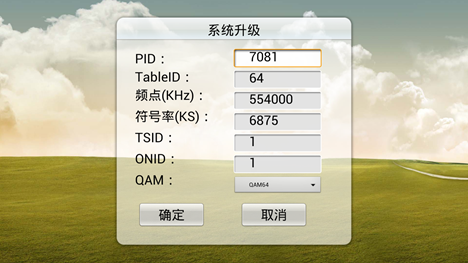 系统升级
PID： 7081
TableID： 64
频点(KHz)： 554000
符号率(KS)： 6875
TSID： 1
ONID： 1
QAM： QAM64
确定 取消